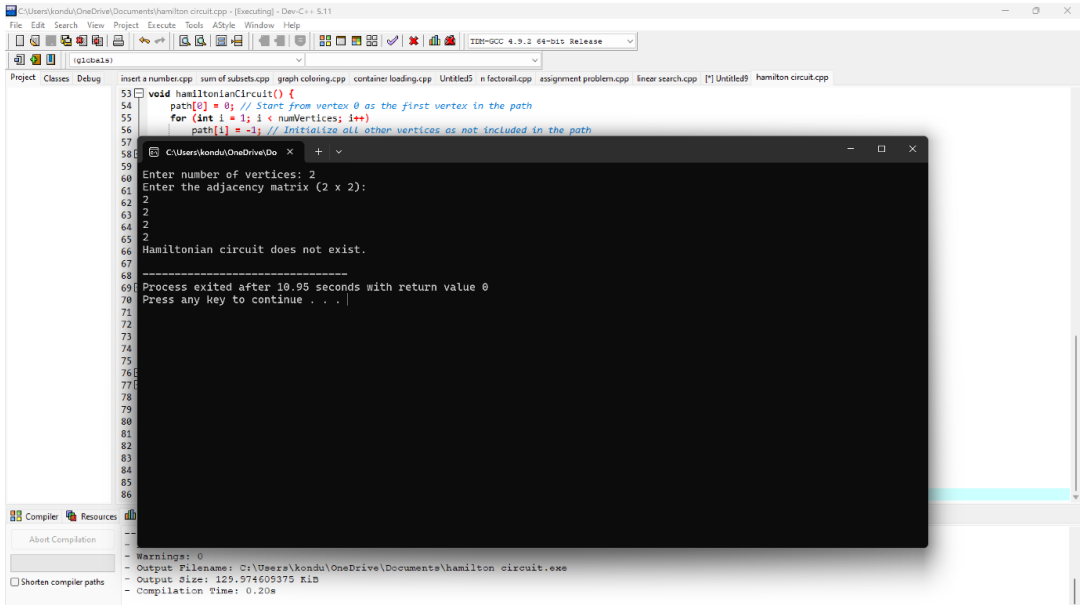 C:\Users\kondu\OneDrive\Documents\hamilton circuit.cpp - [Executing] - Dev-C++ 5.11
File Edit Search View Project Execute Tools AStyle Window Help
TDM-GCC 4.9.2 64-bit Release
(globals)
Project Classes Debug
insert a number.cpp sum of subsets.cpp graph coloring.cpp container loading.cpp Untitled5 n factorail.cpp assignment problem.cpp linear search.cpp [*] Untitled9 hamilton circuit.cpp
53 void hamiltonianCircuit() {
54 path[0] = 0; // Start from vertex 0 as the first vertex in the path
55 for (int i = 1; i < numVertices; i++)
56 path[i] = -1; // Initialize all other vertices as not included in the path
57
58
59
60
61
62
63
64
65
66
67
68
69
70
71
72
73
74
75
76
77
78
79
80
81
82
83
84
85
86
C:\Users\kondu\OneDrive\Do
Enter number of vertices: 2
Enter the adjacency matrix (2 x 2):
2
2
2
2
Hamiltonian circuit does not exist.
--------------------------------
Process exited after 10.95 seconds with return value 0
Press any key to continue . . .
Compiler Resources
Abort Compilation
Shorten compiler paths
- Warnings: 0
- Output Filename: C:\Users\kondu\OneDrive\Documents\hamilton circuit.exe
- Output Size: 129.974609375 KiB
- Compilation Time: 0.20s